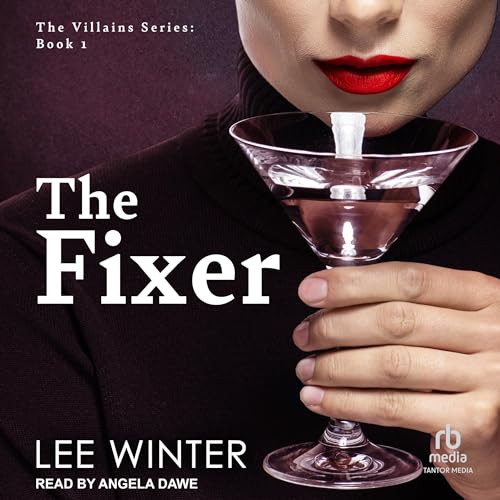 The Villains Series:
Book 1
The
Fixer
LEE WINTER
READ BY ANGELA DAWE
rb
media
TANTOR MEDIA